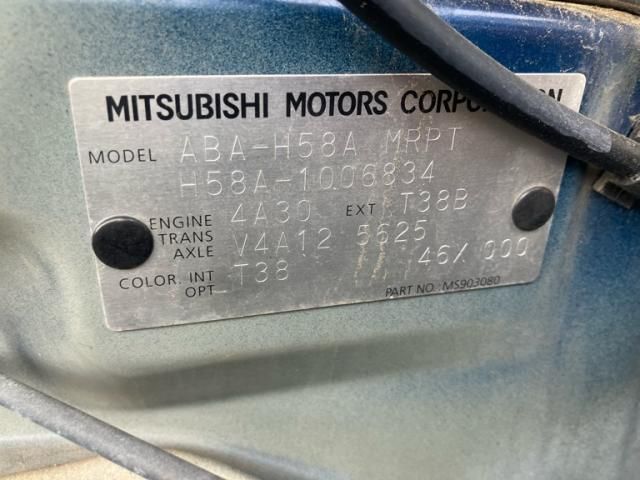 MITSUBISHI MOTORS CORPORATION
MODEL ABA-H58A MRPT
H58A-1006834
ENGINE 4A30 EXT T38B
TRANS AXLE V4A12 5625
COLOR. INT OPT T38 46X 000
PART NO.:MS903080